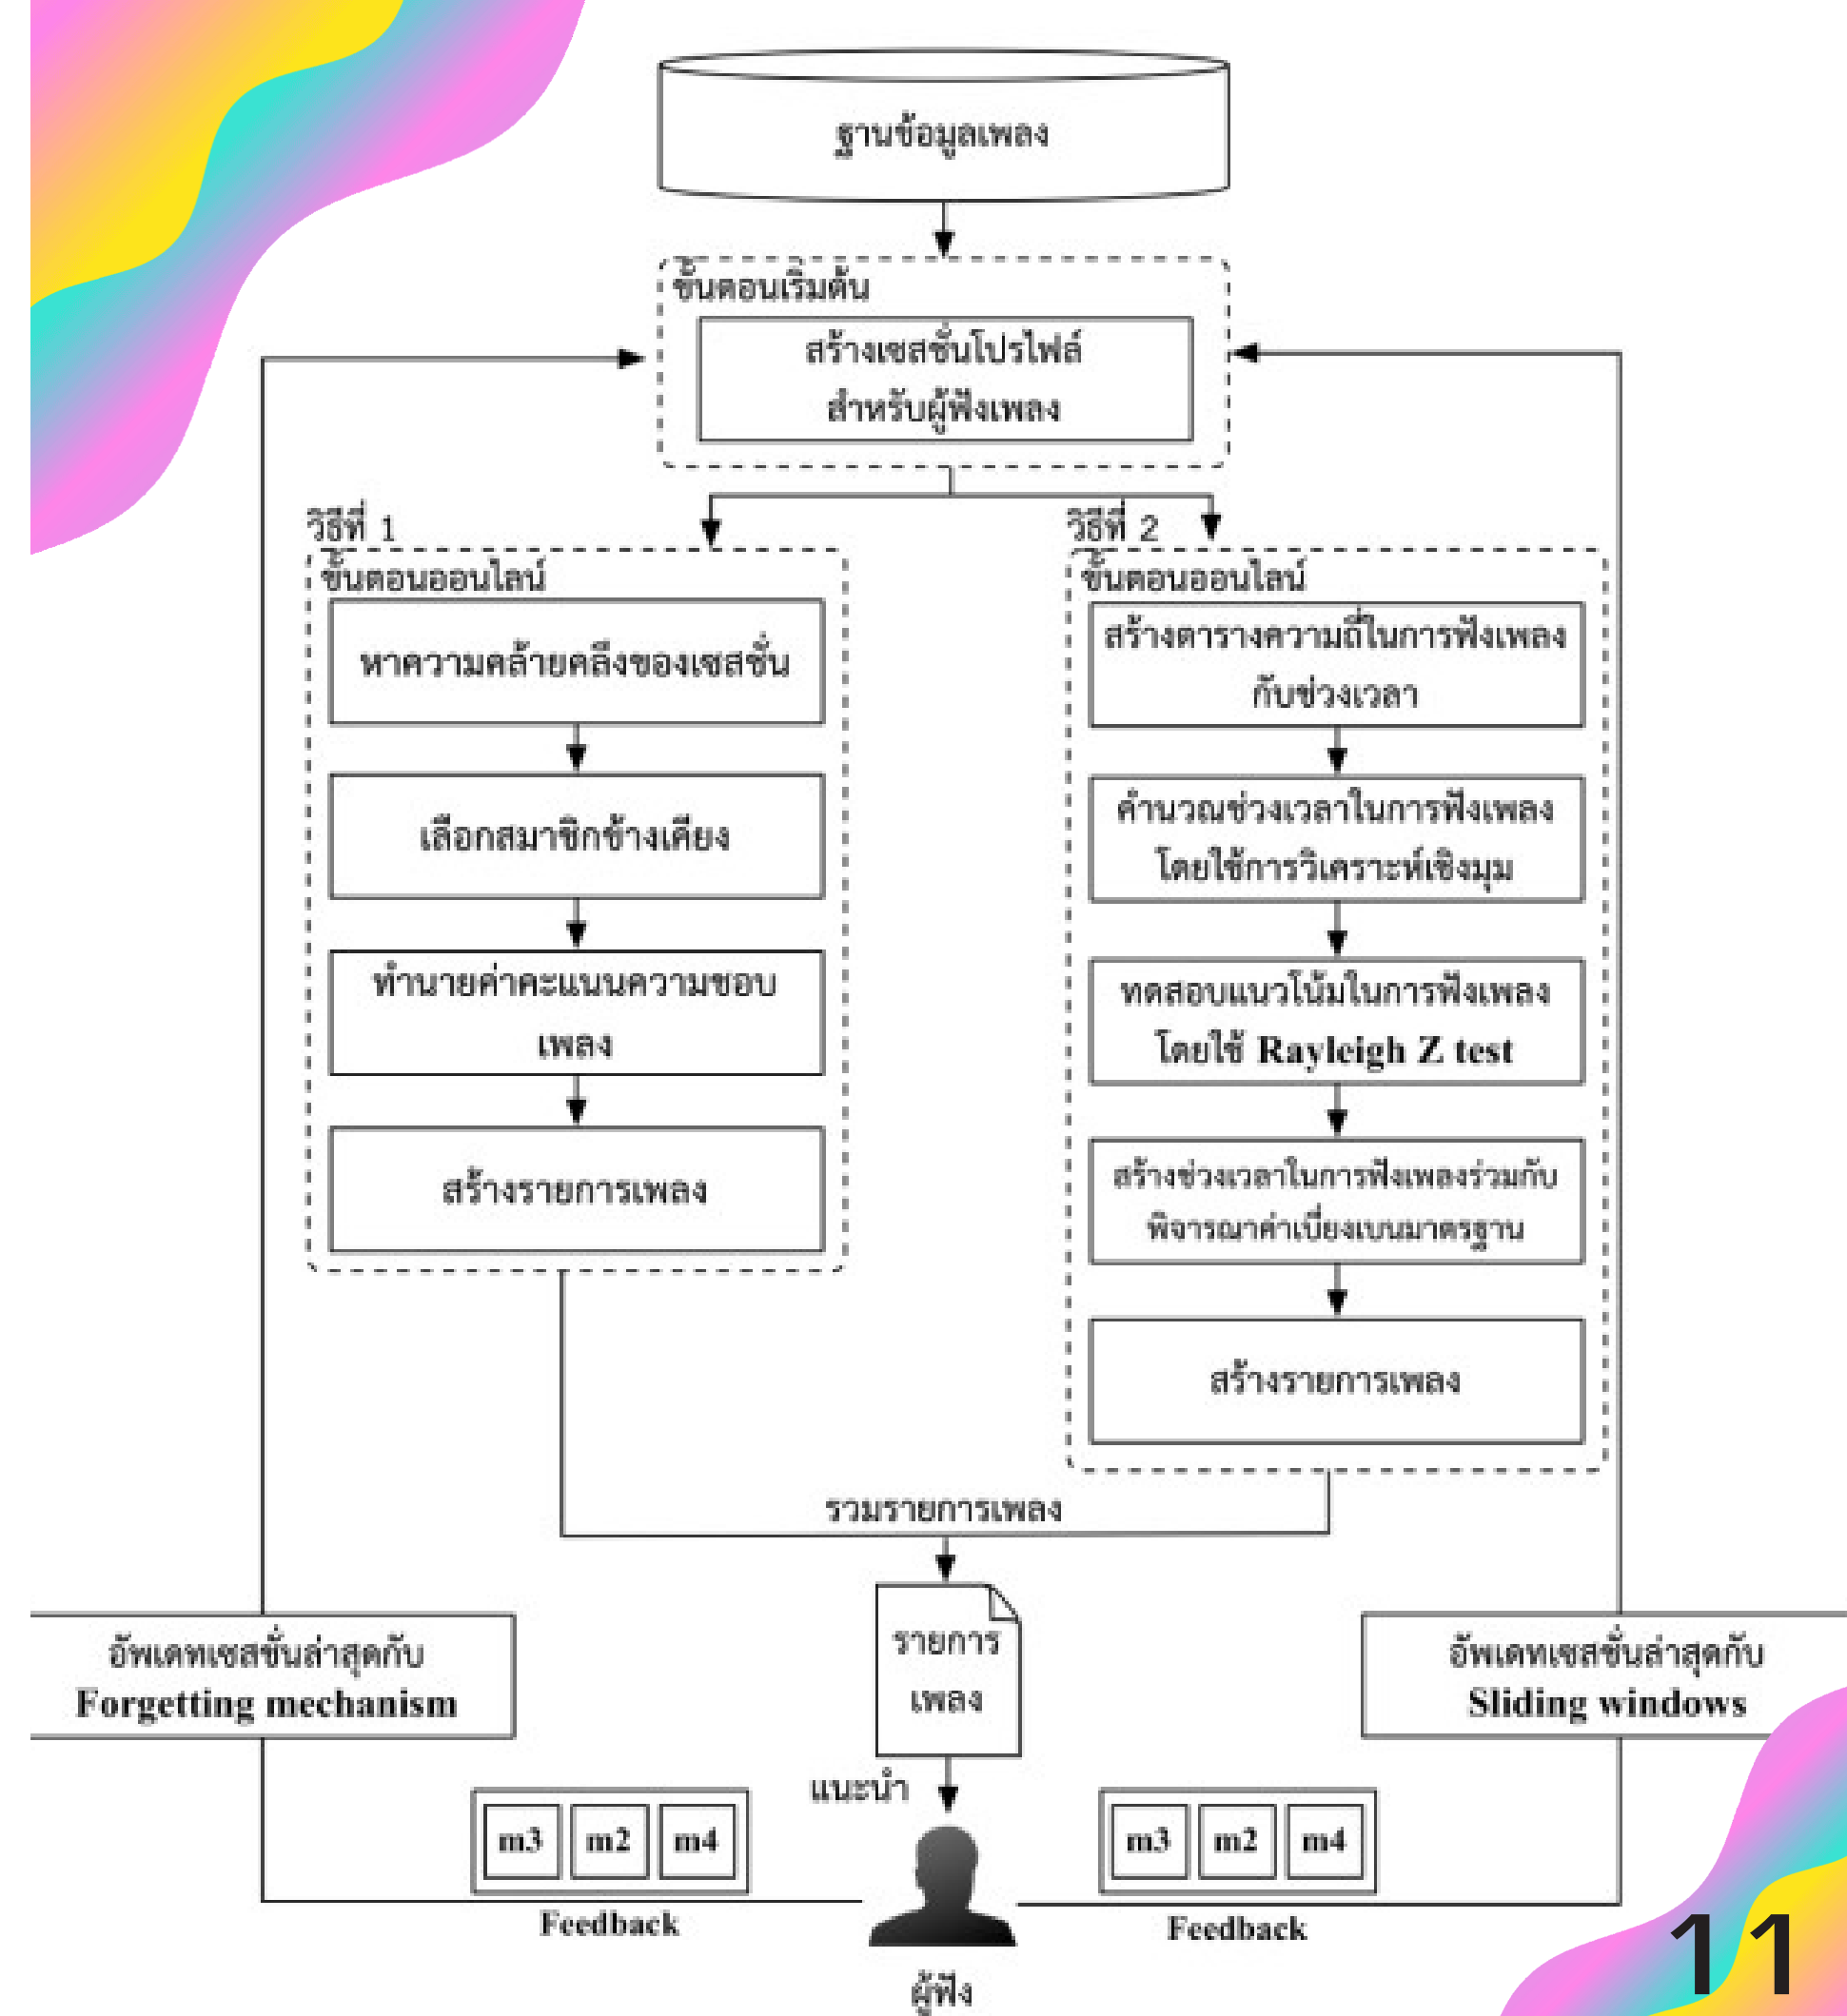 ฐานข้อมูลเพลง
ขั้นตอนเริ่มต้น
สร้างเซสชั่นโปรไฟล์
สำหรับผู้ฟังเพลง
วิธีที่ 1
ขั้นตอนออนไลน์
หาความคล้ายคลึงของเซสชั่น
เลือกสมาชิกข้างเคียง
ทำนายค่าคะแนนความชอบ
เพลง
สร้างรายการเพลง
วิธีที่ 2
ขั้นตอนออนไลน์
สร้างตารางความถี่ในการฟังเพลง
กับช่วงเวลา
คำนวณช่วงเวลาในการฟังเพลง
โดยใช้การวิเคราะห์เชิงมุม
ทดสอบแนวโน้มในการฟังเพลง
โดยใช้ Rayleigh Z test
สร้างช่วงเวลาในการฟังเพลงร่วมกับ
พิจารณาค่าเบี่ยงเบนมาตรฐาน
สร้างรายการเพลง
รวมรายการเพลง
รายการ
เพลง
อัพเดทเซสชั่นล่าสุดกับ
Forgetting mechanism
อัพเดทเซสชั่นล่าสุดกับ
Sliding windows
แนะนำ
m3 m2 m4
Feedback
m3 m2 m4
Feedback
ผู้ฟัง
11